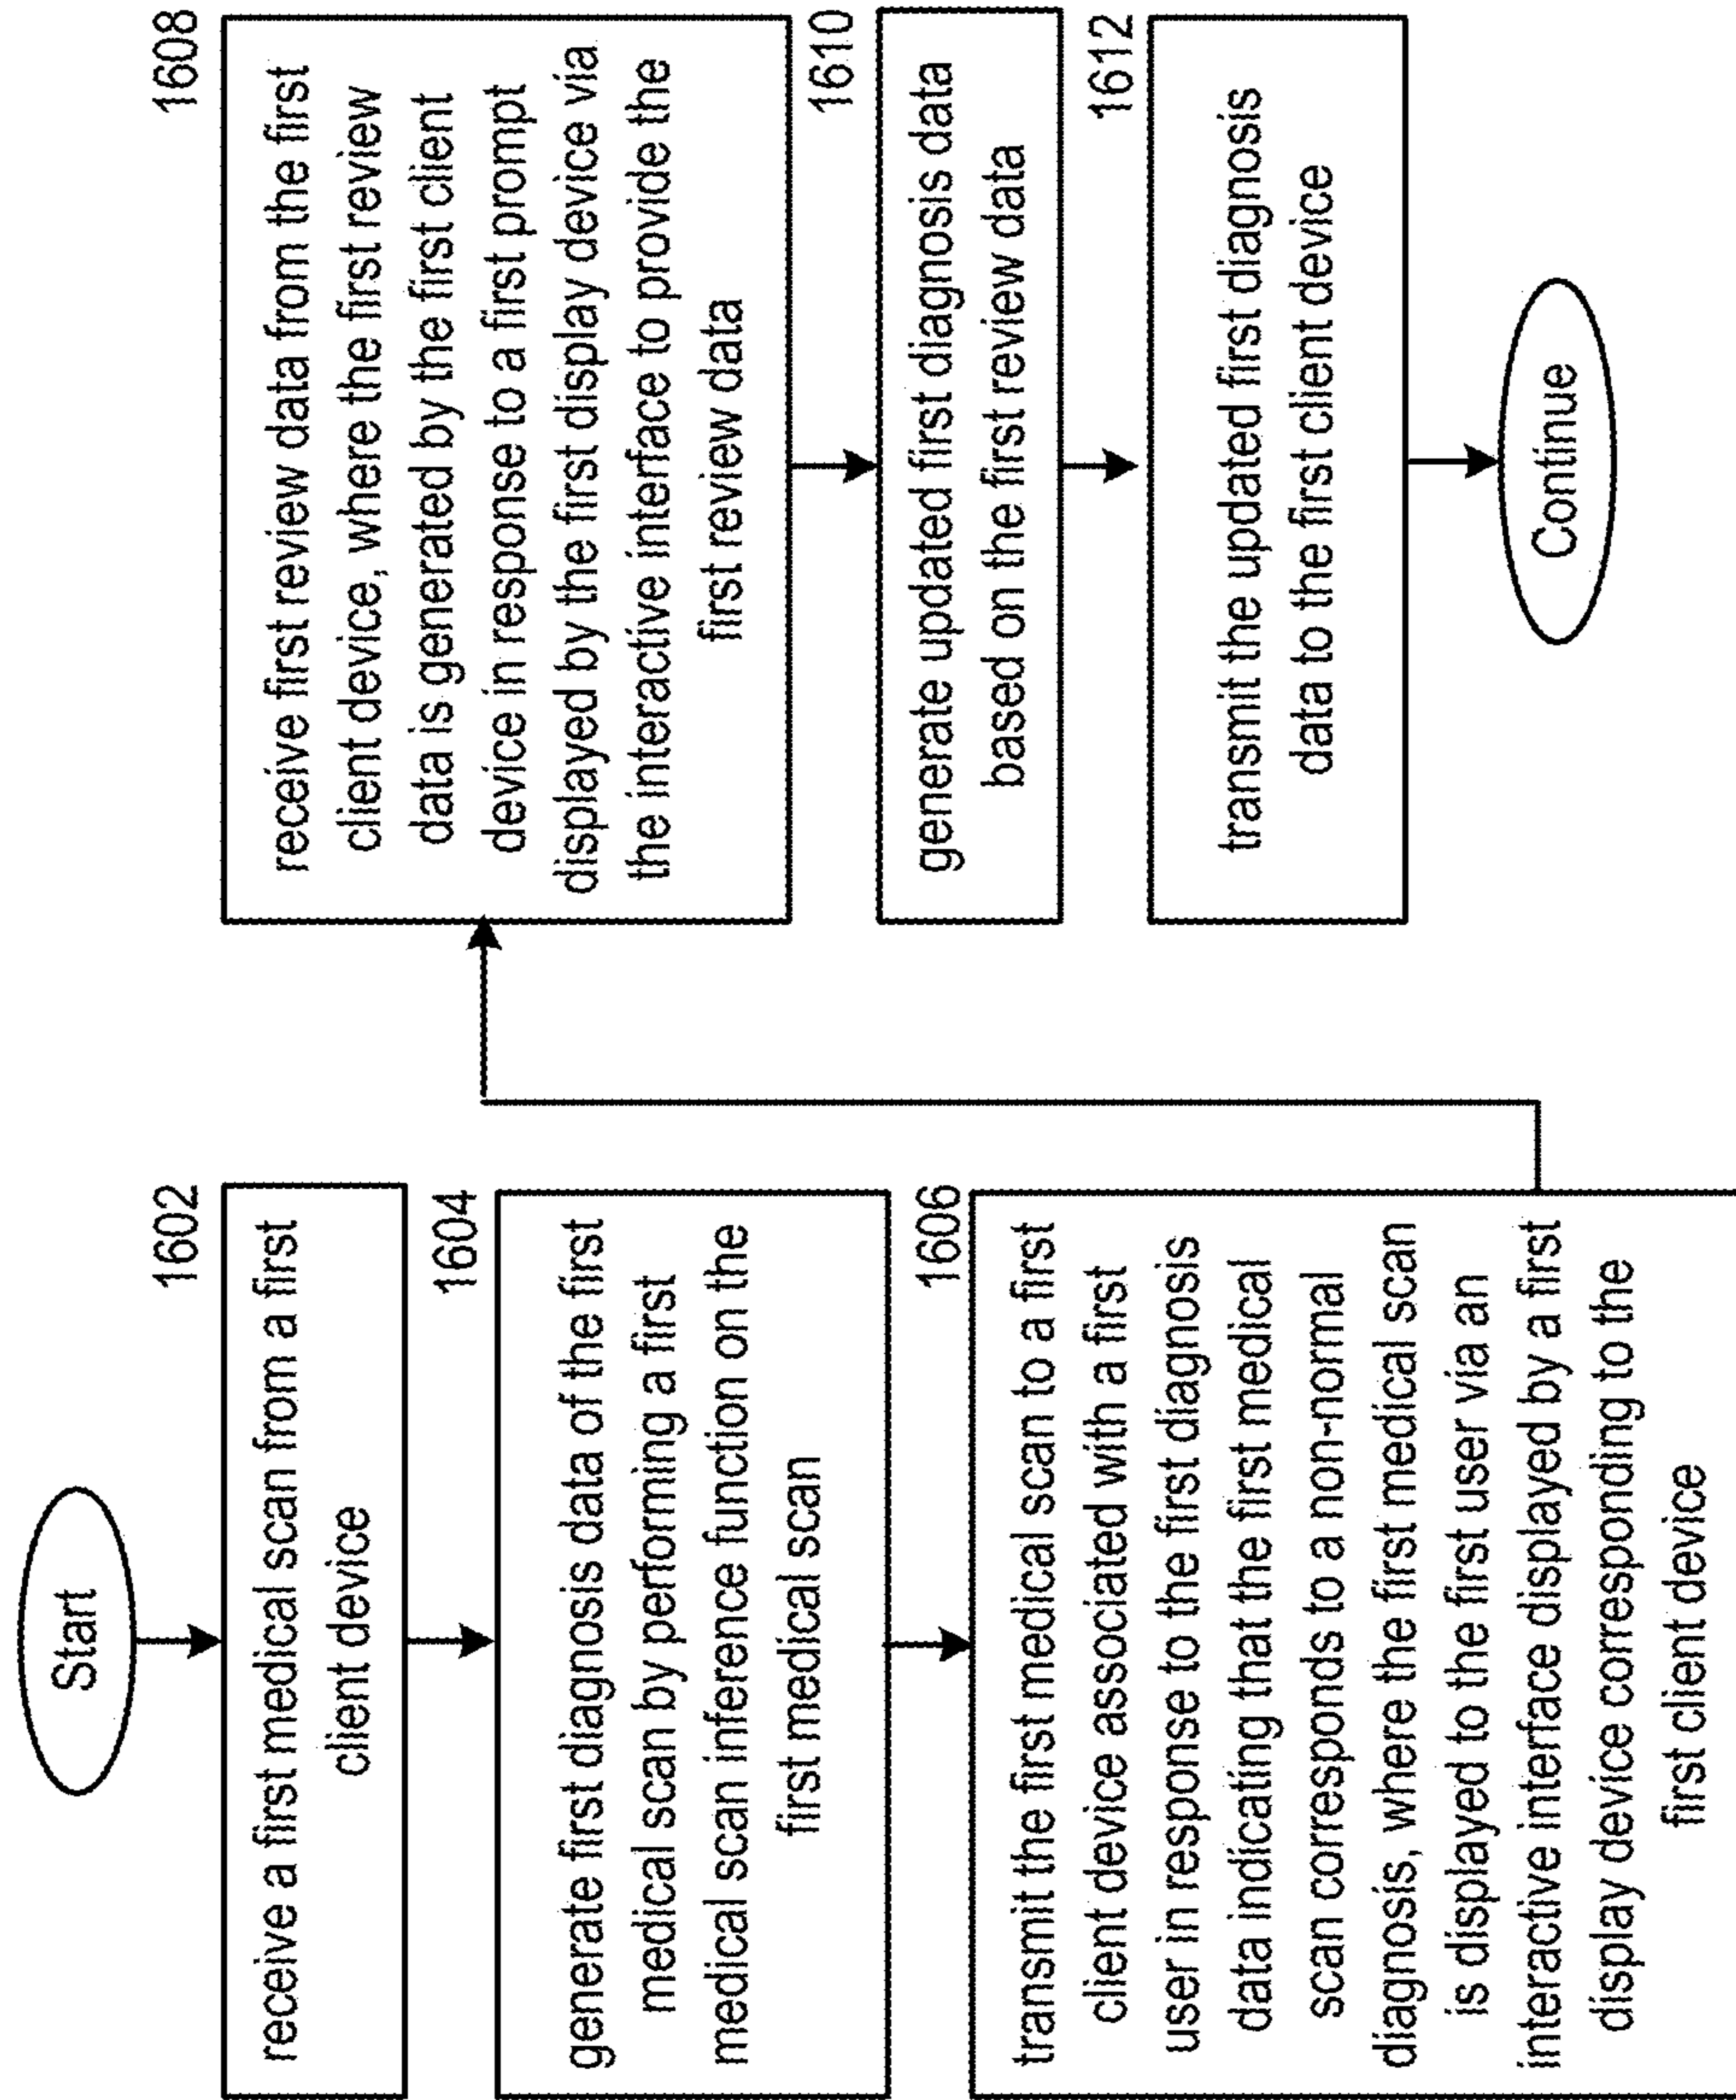 Start
1602
receive a first medical scan from a first
client device
1604
generate first diagnosis data of the first
medical scan by performing a first
medical scan inference function on the
first medical scan
1606
transmit the first medical scan to a first
client device associated with a first
user in response to the first diagnosis
data indicating that the first medical
scan corresponds to a non-normal
diagnosis, where the first medical scan
is displayed to the first user via an
interactive interface displayed by a first
display device corresponding to the
first client device
1608
receive first review data from the first
client device, where the first review
data is generated by the first client
device in response to a first prompt
displayed by the first display device via
the interactive interface to provide the
first review data
1610
generate updated first diagnosis data
based on the first review data
1612
transmit the updated first diagnosis
data to the first client device
Continue